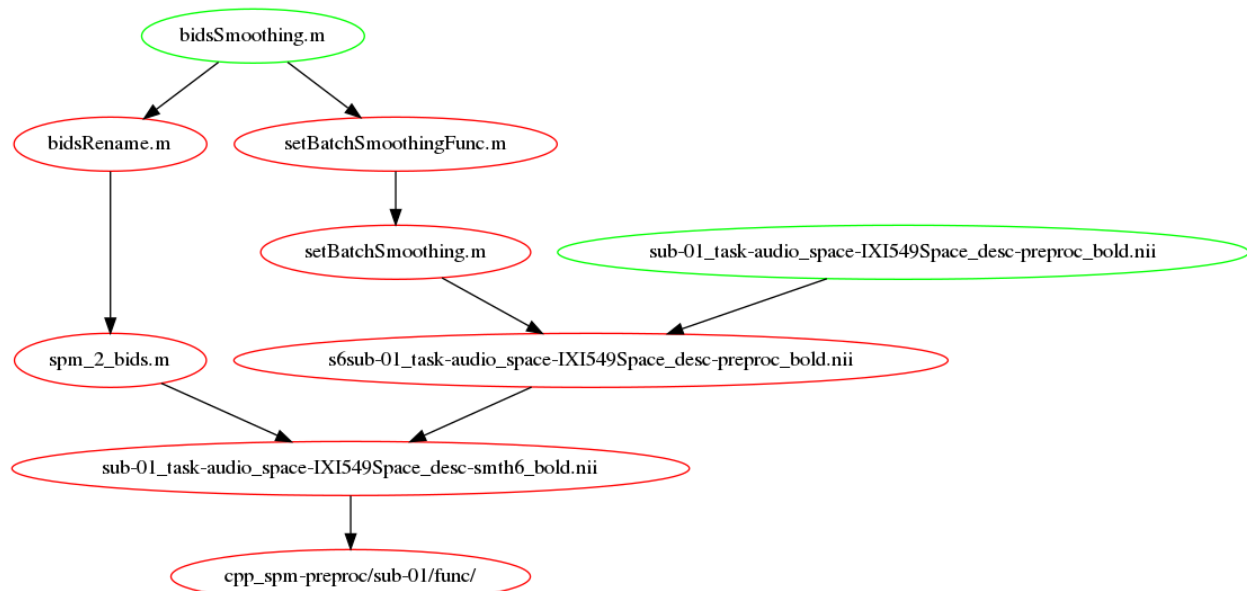 bidsSmoothing.m
bidsRename.m
setBatchSmoothingFunc.m
setBatchSmoothing.m
sub-01_task-audio_space-IXI549Space_desc-preproc_bold.nii
spm_2_bids.m
s6sub-01_task-audio_space-IXI549Space_desc-preproc_bold.nii
sub-01_task-audio_space-IXI549Space_desc-smth6_bold.nii
cpp_spm-preproc/sub-01/func/